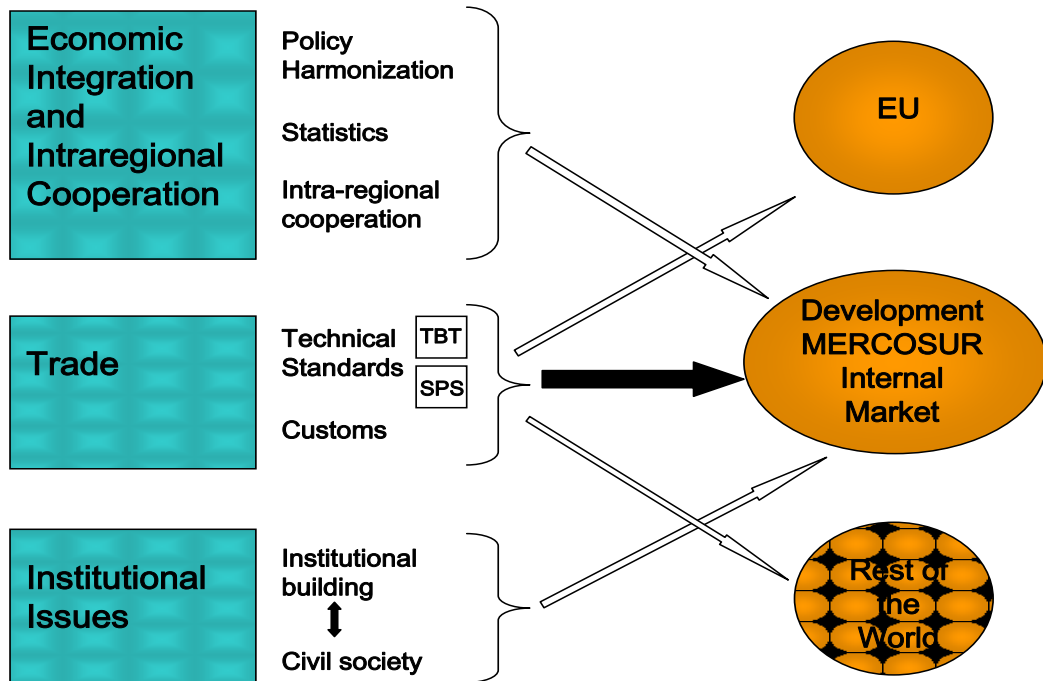 Economic
Integration
and
Intraregional
Cooperation
Policy
Harmonization
Statistics
Intra-regional
cooperation
EU
Trade
Technical
Standards
TBT
SPS
Customs
Development
MERCOSUR
Internal
Market
Institutional
Issues
Institutional
building
Civil society
Rest of
the
World